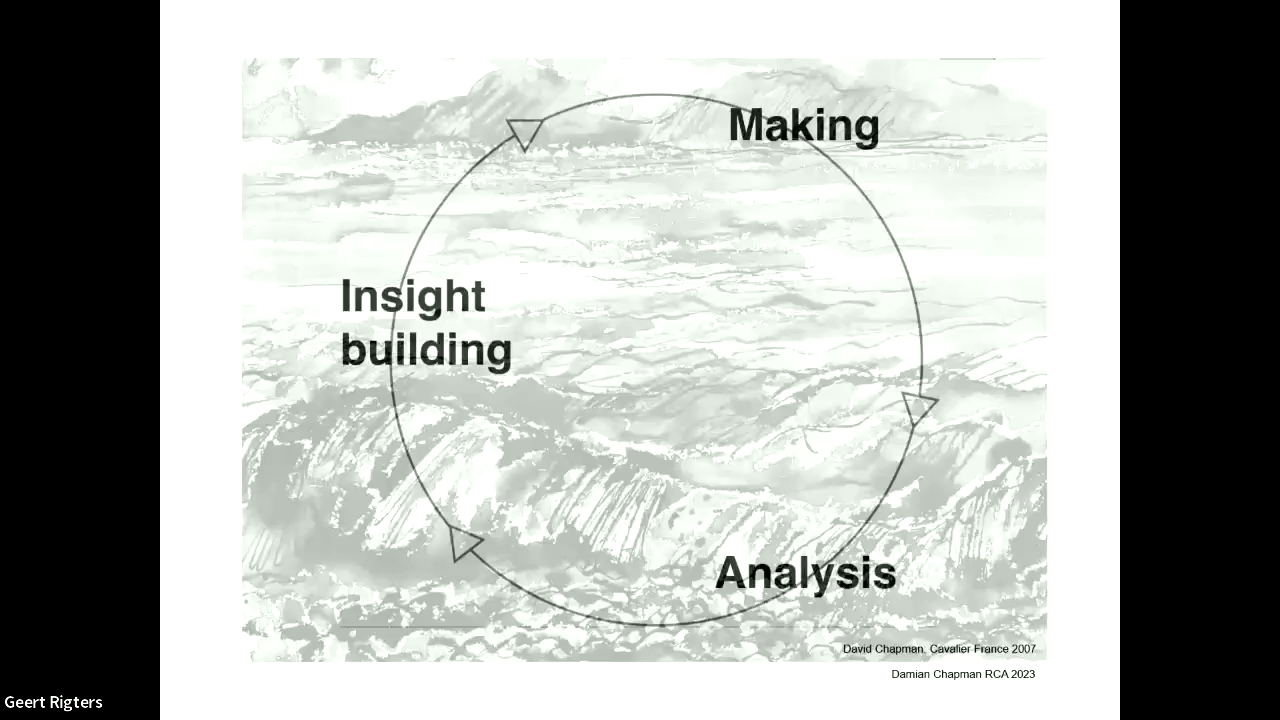 Making
Insight
building
Analysis
David Chapman, Cavalier France 2007
Damian Chapman RCA 2023
Geert Rigters